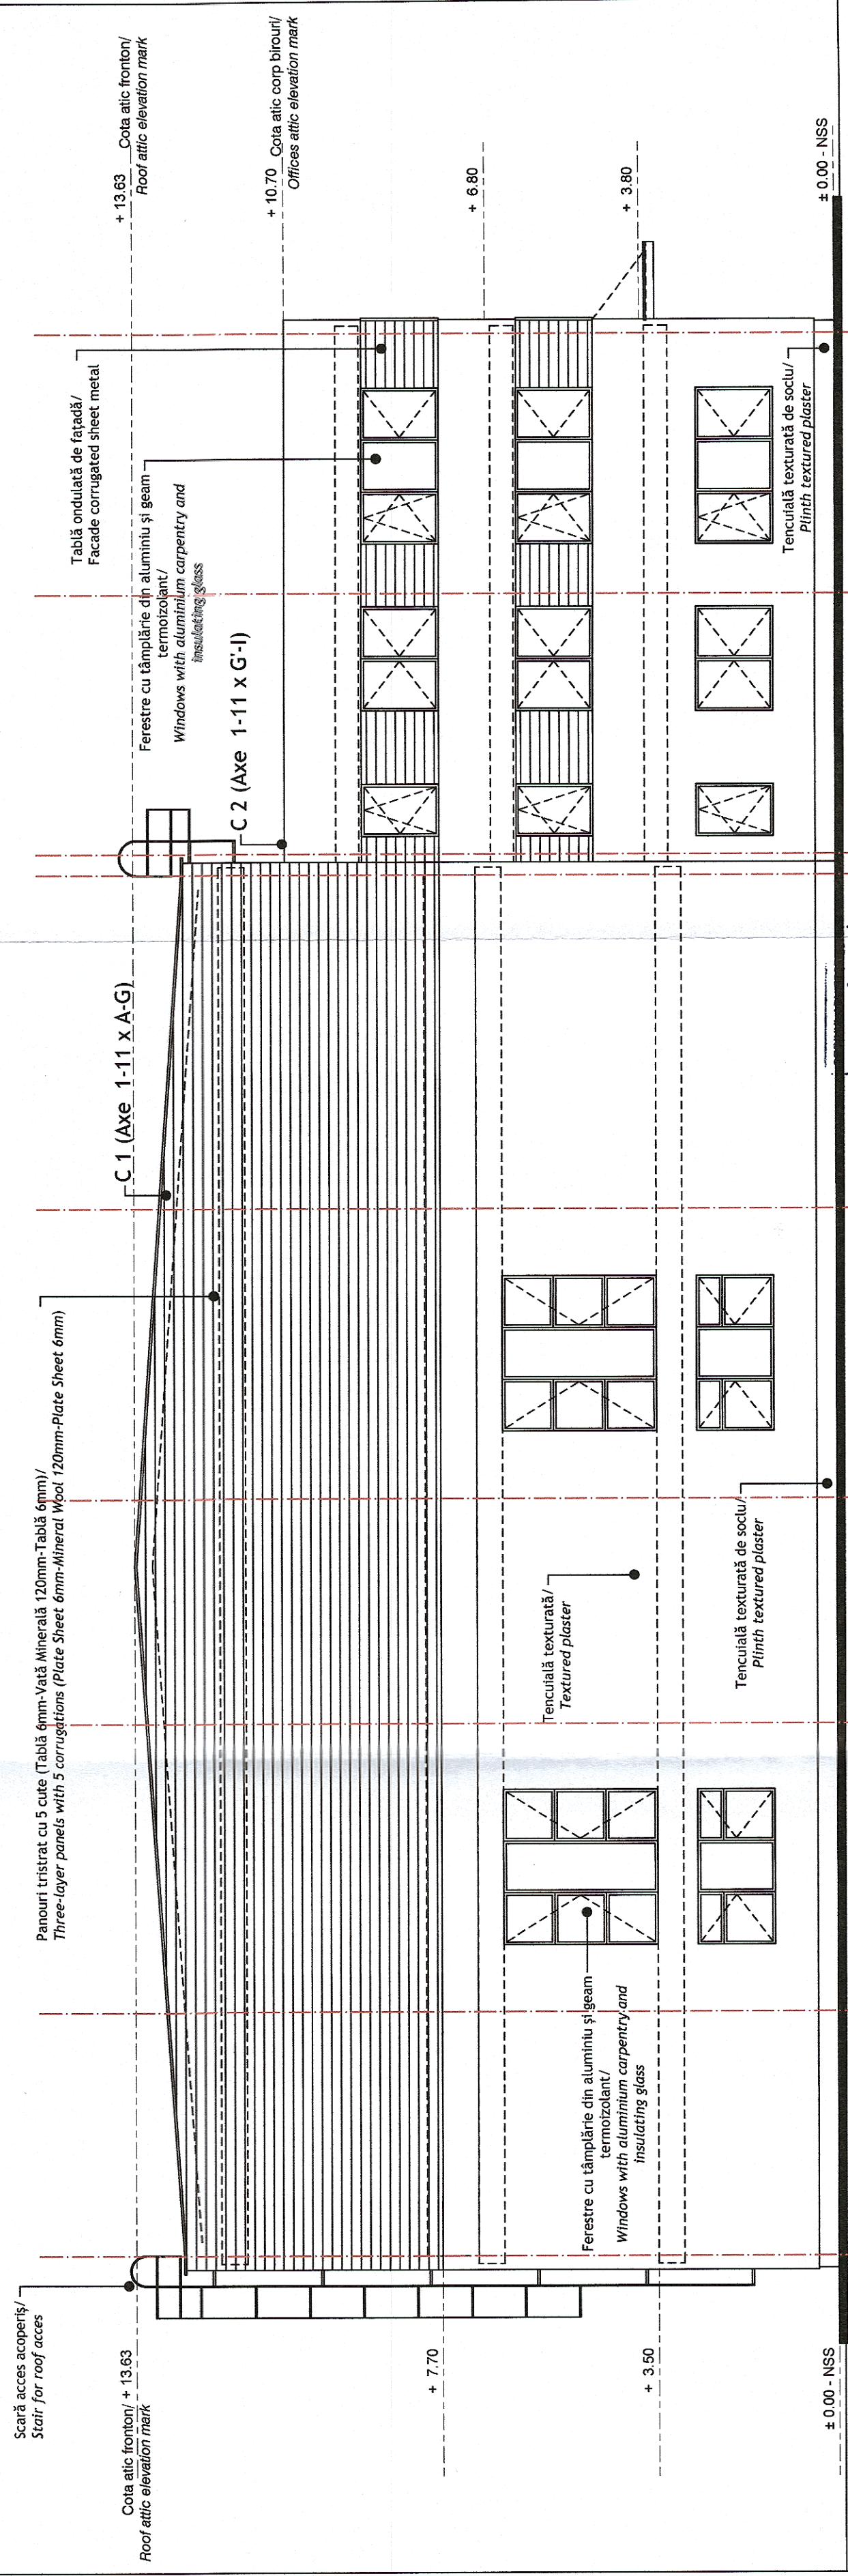 Scară acces acoperiș/
Stair for roof acces
Cota atic fronton/ + 13.63
Roof attic elevation mark
+ 7.70
+ 3.50
± 0.00 - NSS
Panouri tristrat cu 5 cute (Tablă 6mm-Vată Minerală 120mm-Tablă 6mm)/
Three-layer panels with 5 corrugations (Plate Sheet 6mm-Mineral Wool 120mm-Plate Sheet 6mm)
C 1 (Axe 1-11 x A-G)
Ferestre cu tâmplărie din aluminiu și geam
termoizolant/
Windows with aluminium carpentry and
insulating glass
Tencuială texturată/
Textured plaster
Tencuială texturată de soclu/
Plinth textured plaster
C 2 (Axe 1-11 x G'-I)
Tablă ondulată de fațadă/
Facade corrugated sheet metal
Ferestre cu tâmplărie din aluminiu și geam
termoizolant/
Windows with aluminium carpentry and
insulating glass
Tencuială texturată de soclu/
Plinth textured plaster
+ 13.63 Cota atic fronton/
Roof attic elevation mark
+ 10.70 Cota atic corp birouri/
Offices attic elevation mark
+ 6.80
+ 3.80
± 0.00 - NSS